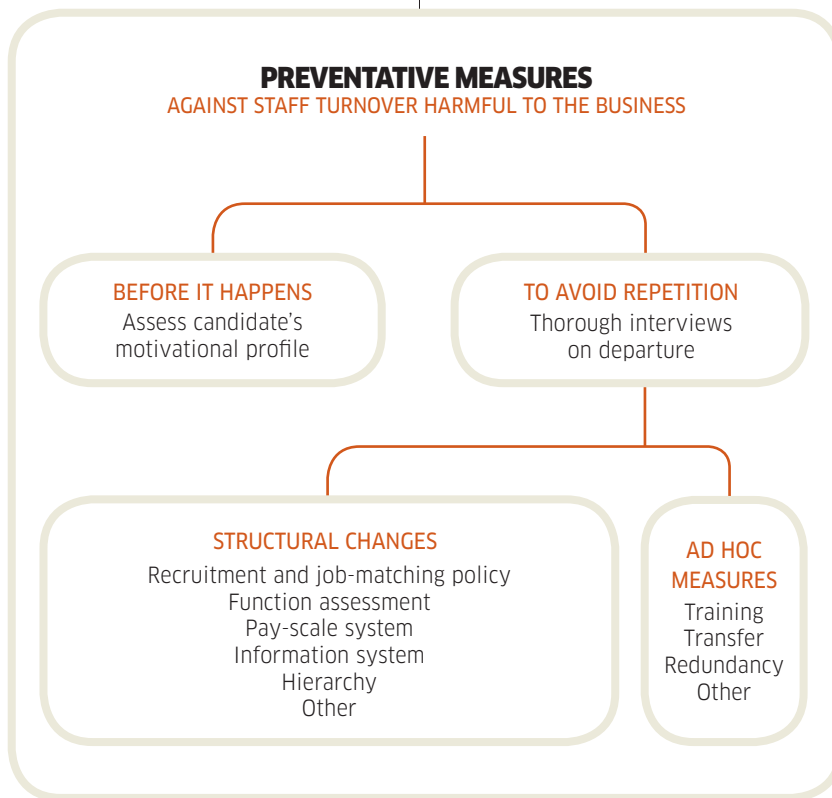 PREVENTATIVE MEASURES
AGAINST STAFF TURNOVER HARMFUL TO THE BUSINESS
BEFORE IT HAPPENS
Assess candidate’s
motivational profile
TO AVOID REPETITION
Thorough interviews
on departure
STRUCTURAL CHANGES
Recruitment and job-matching policy
Function assessment
Pay-scale system
Information system
Hierarchy
Other
AD HOC
MEASURES
Training
Transfer
Redundancy
Other